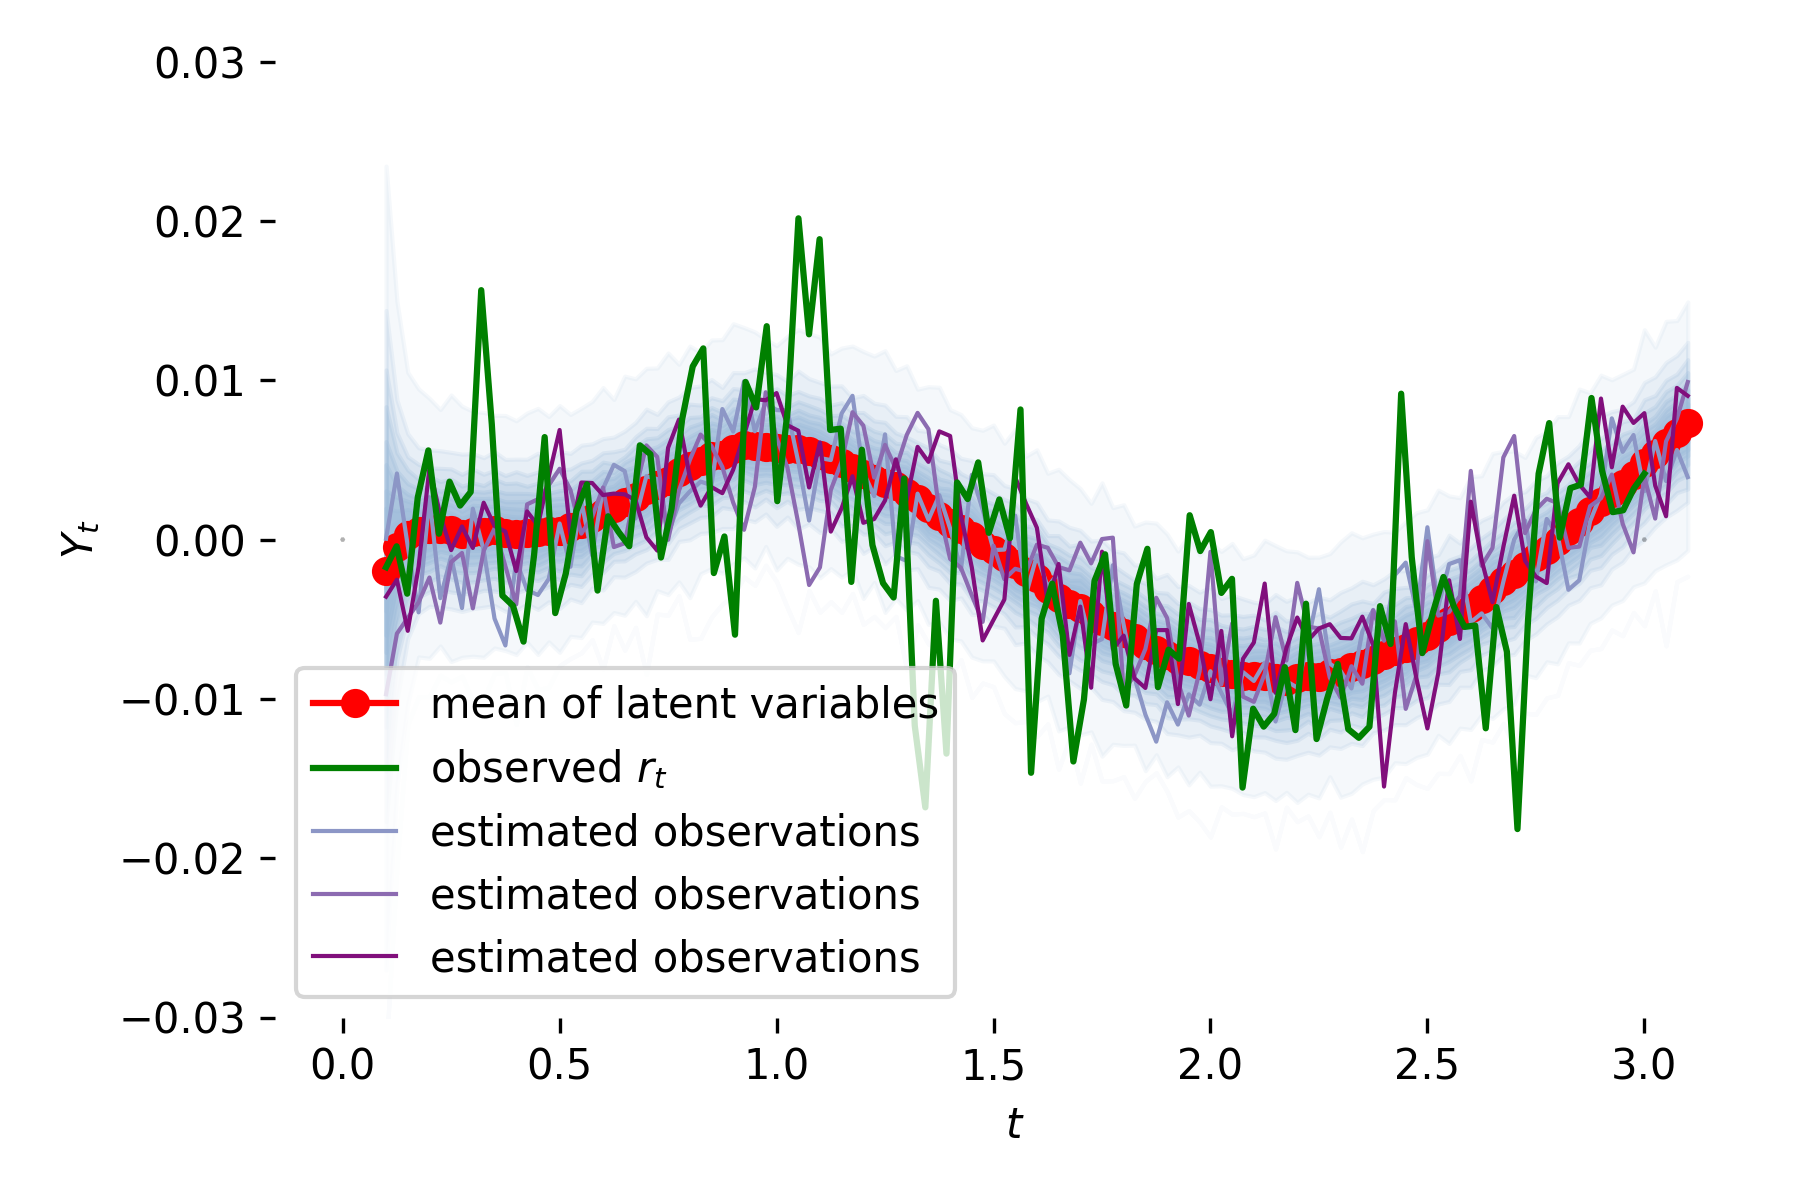 0.03
0.02
0.01
0.00
−0.01
−0.02
−0.03
Y_t
mean of latent variables
observed r_t
estimated observations
estimated observations
estimated observations
0.0 0.5 1.0 1.5 2.0 2.5 3.0
t